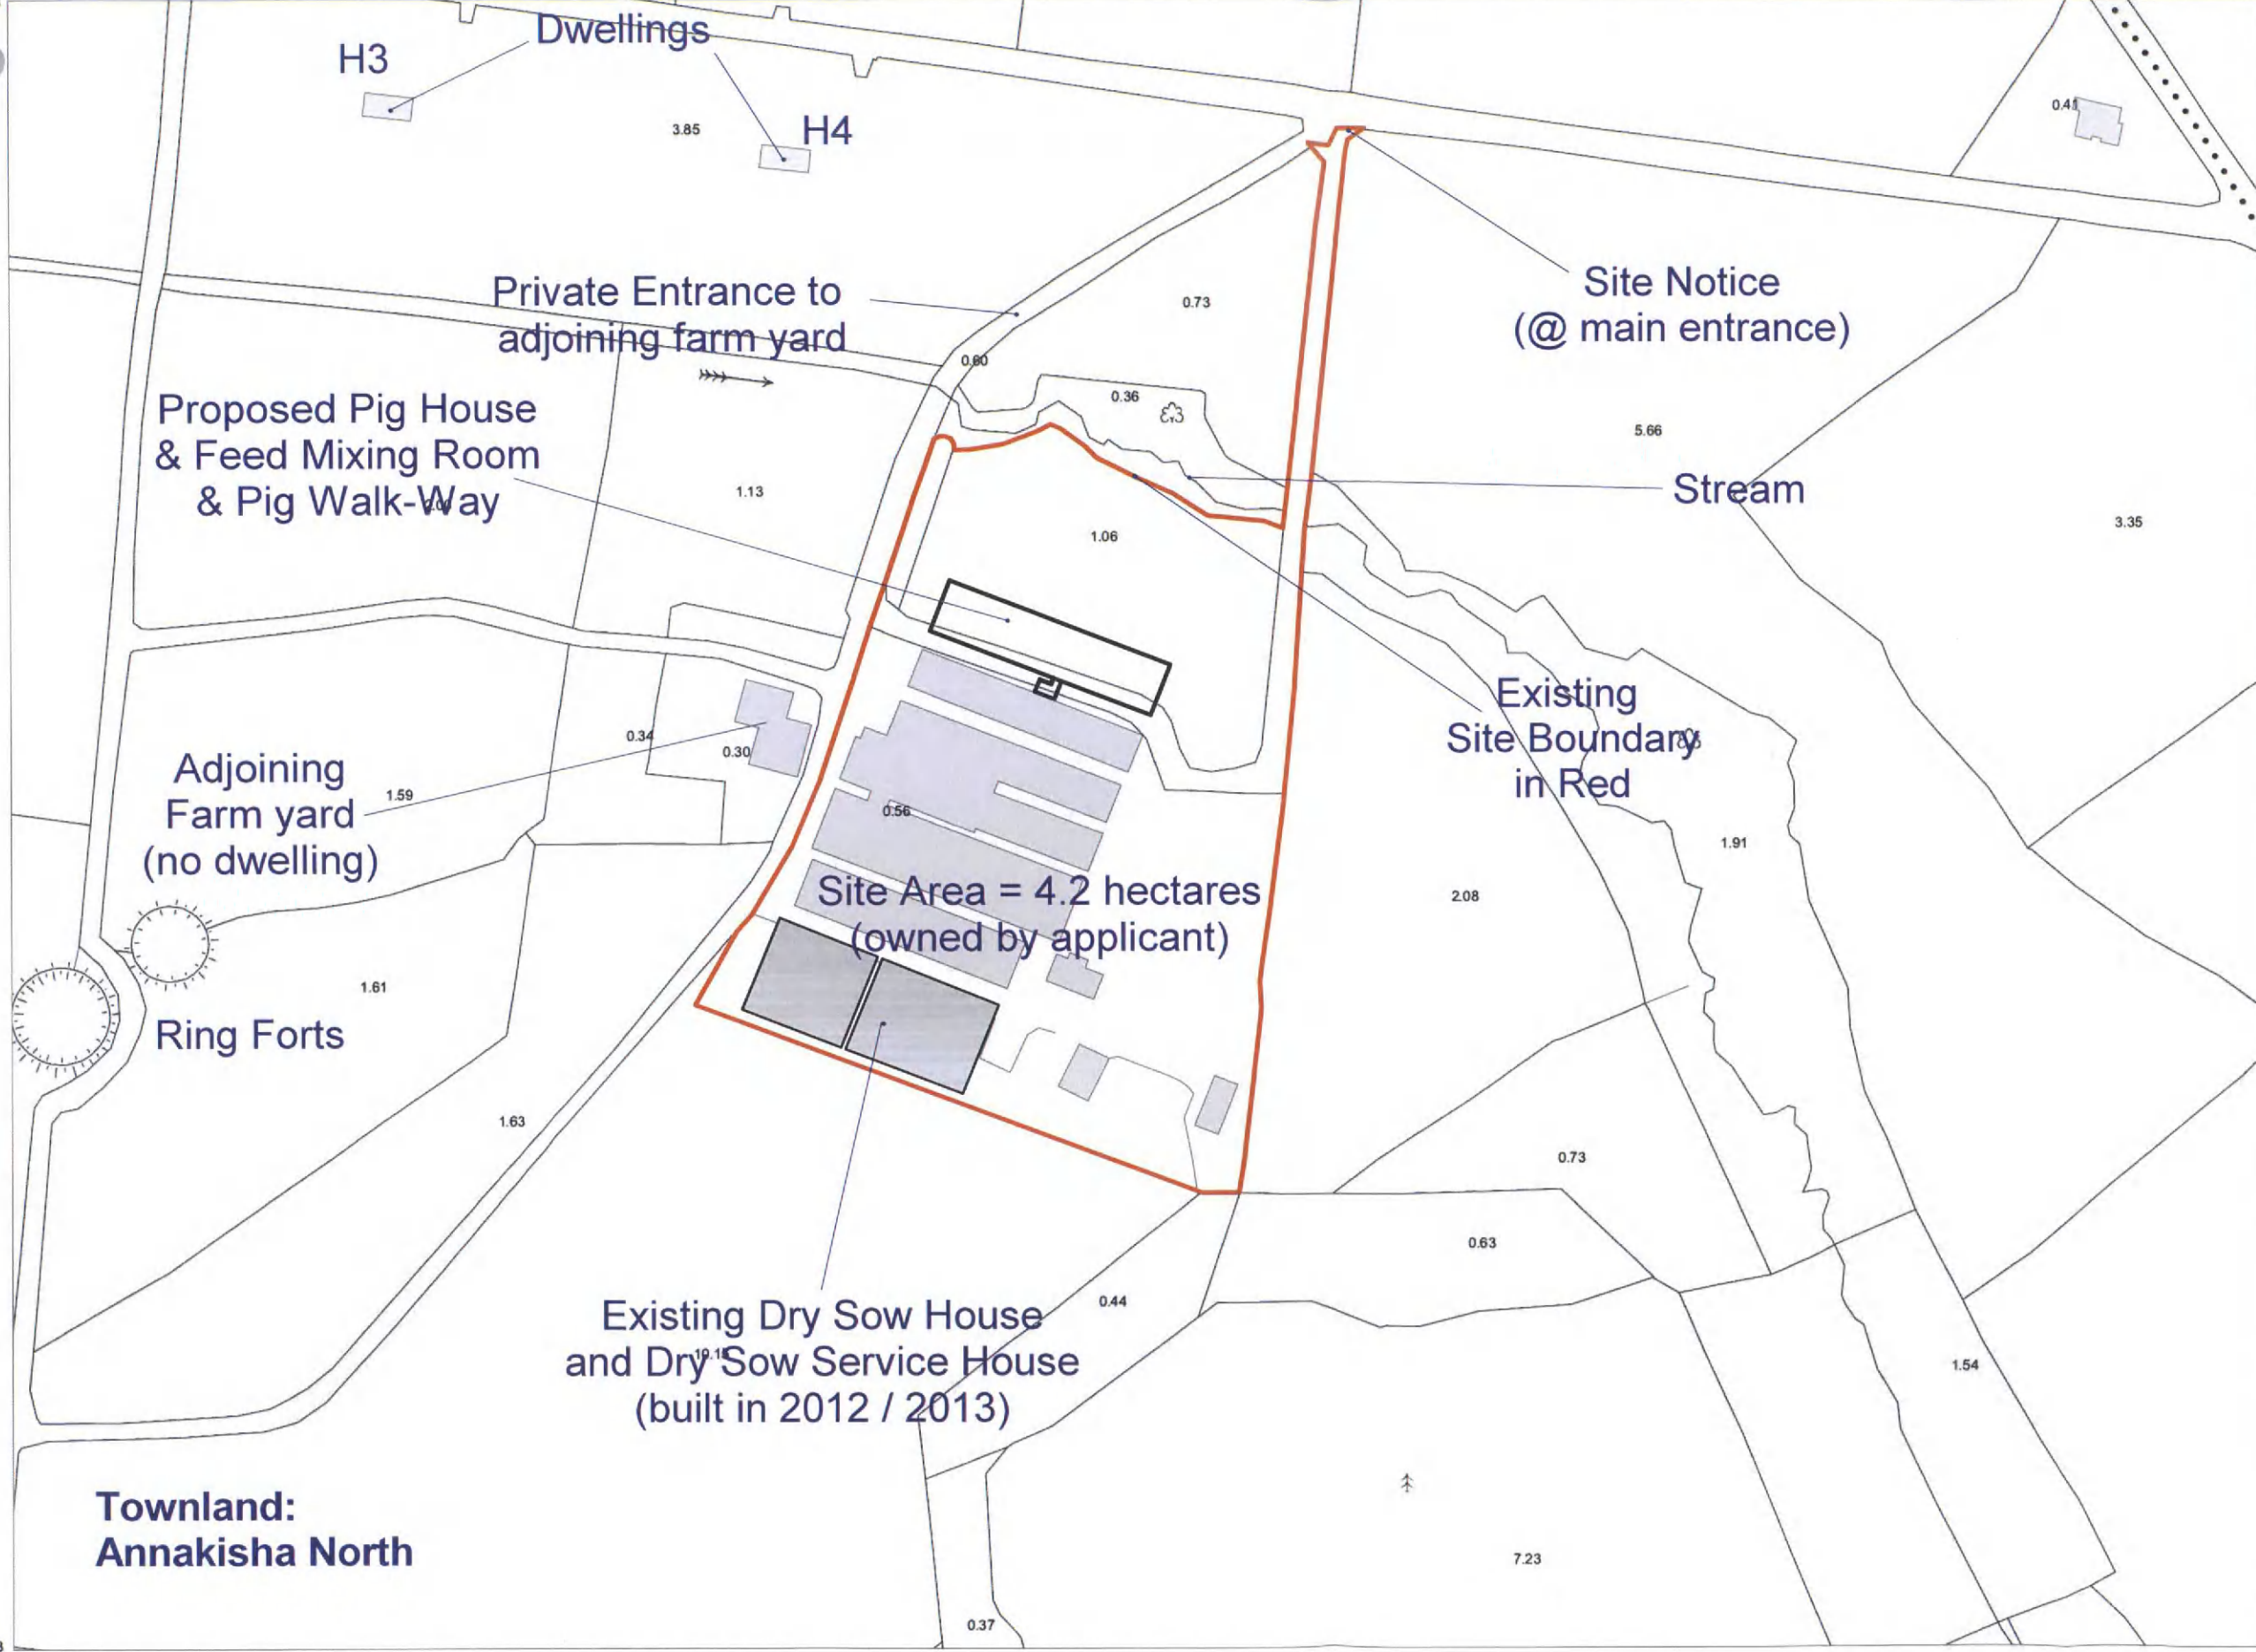 Dwellings
H3
H4
3.85
0.41
Private Entrance to
adjoining farm yard
0.73
Site Notice
(@ main entrance)
0.60
0.36
Proposed Pig House
& Feed Mixing Room
& Pig Walk-Way
5.66
Stream
1.13
1.06
3.35
Existing
Site Boundary
in Red
0.34
0.30
Adjoining
Farm yard
(no dwelling)
1.59
0.56
1.91
Site Area = 4.2 hectares
(owned by applicant)
2.08
1.61
Ring Forts
1.63
0.73
0.63
0.44
Existing Dry Sow House
and Dry Sow Service House
(built in 2012 / 2013)
1.54
Townland:
Annakisha North
7.23
0.37